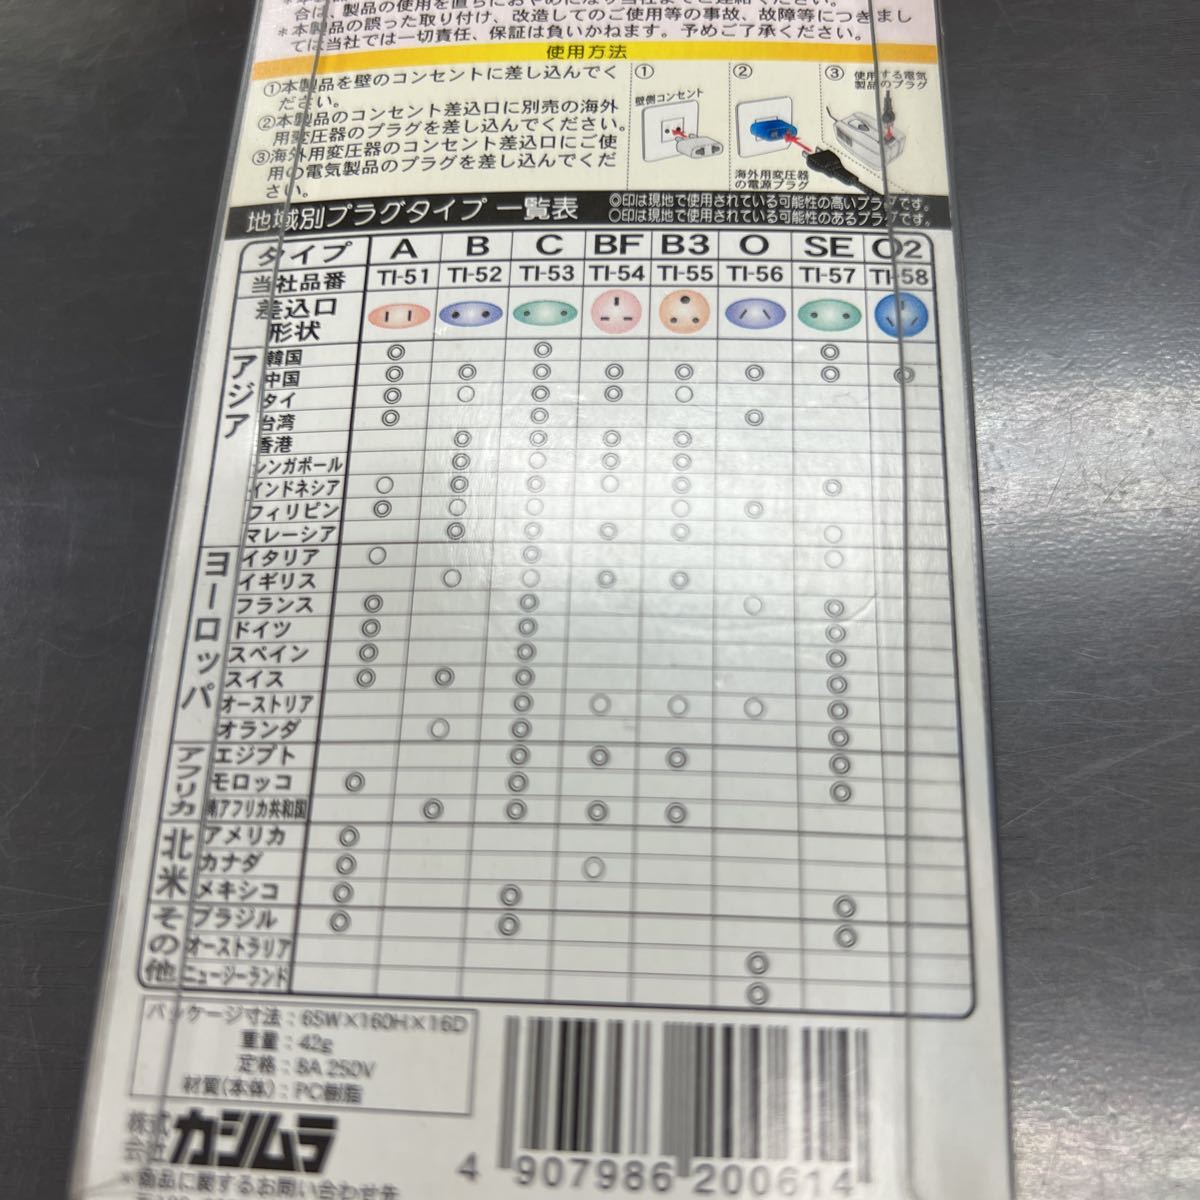 合は、製品の使用を直ちにおやめになり当社までご連絡ください。
*本製品の誤った取り付け、改造してのご使用等の事故、故障等につきまし
ては当社では一切責任、保証は負いかねます。予めご了承ください。
使用方法
①本製品を壁のコンセントに差し込んでく
ださい。
②本製品のコンセント差込口に別売の海外
用変圧器のプラグを差し込んでください。
③海外用変圧器のコンセント差込口にご使
用の電気製品のプラグを差し込んでくだ
さい。
①
壁側コンセント
②
海外用変圧器
の電源プラグ
③
使用する電気
製品のプラグ
地域別プラグタイプ一覧表
◎印は現地で使用されている可能性の高いプラグです。
○印は現地で使用されている可能性のあるプラグです。
タイプ A B C BF B3 O SE O2
当社品番 TI-51 TI-52 TI-53 TI-54 TI-55 TI-56 TI-57 TI-58
差込口
形状
アジア
韓国 ◎ ◎ ◎
中国 ◎ ◎ ◎ ◎ ◎ ◎ ◎ ◎
タイ ◎ ○ ◎ ◎ ○
台湾 ◎ ◎ ◎
香港 ◎ ◎ ◎ ◎
シンガポール ◎ ○ ◎ ◎
インドネシア ○ ◎ ◎ ○ ◎ ◎
フィリピン ◎ ○ ○ ○ ◎
マレーシア ◎ ◎ ◎ ◎ ○
ヨーロッパ
イタリア ○ ◎ ○
イギリス ○ ○ ◎ ◎
フランス ◎ ◎ ○ ◎
ドイツ ◎ ◎ ◎
スペイン ◎ ◎ ◎
スイス ◎ ◎ ◎ ◎
オーストリア ◎ ○ ○ ○ ◎
オランダ ○ ◎ ◎
アフリカ
エジプト ◎ ◎ ◎ ◎
モロッコ ◎ ◎ ◎
南アフリカ共和国 ◎ ◎ ◎ ◎
北米
アメリカ ◎
カナダ ◎ ○
メキシコ ◎ ◎ ◎
その他
ブラジル ◎ ◎ ◎
オーストラリア ◎
ニュージーランド ◎
パッケージ寸法：65W×160H×16D
重量：42g
定格：8A 250V
材質(本体)：PC樹脂
株式
会社 カシムラ
*商品に関するお問い合わせ先
4 907986 200614